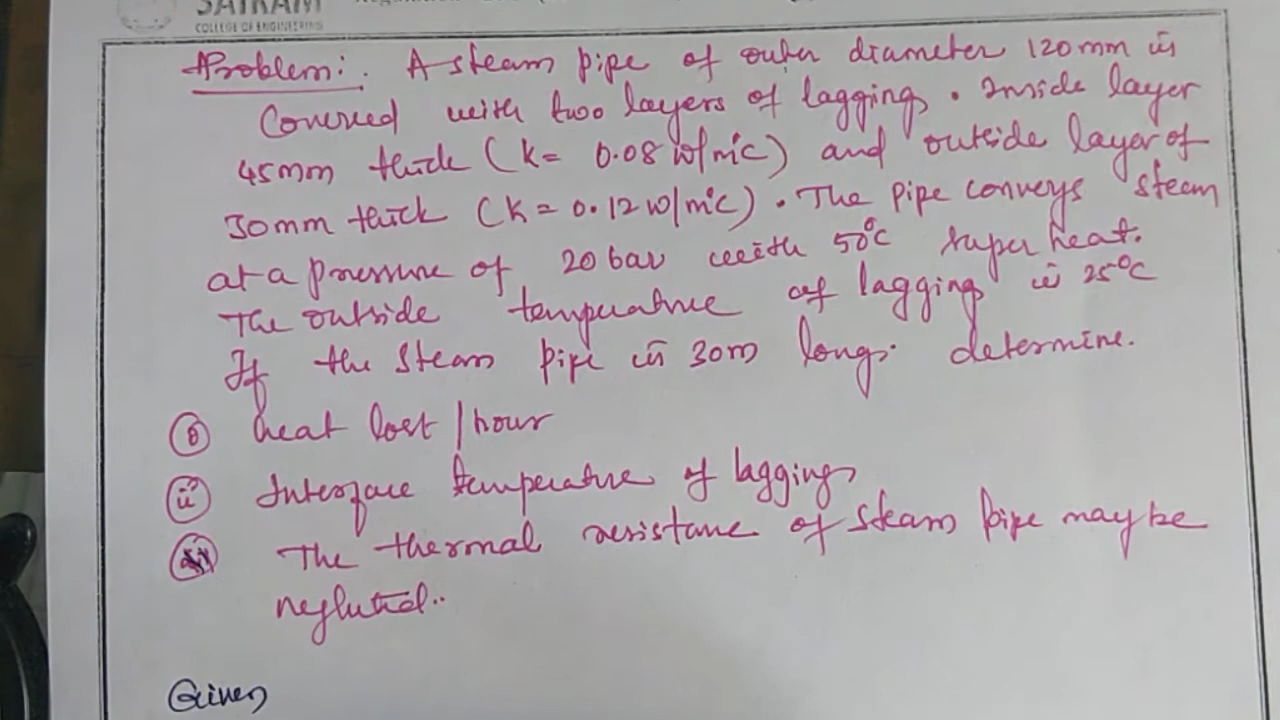 SAIRAM
COLLEGE OF ENGINEERING
Problem:. A steam pipe of outer diameter 120mm is
Covered with two layers of lagging. Inside layer
45mm thick (K= 0.08 W/m°C) and outside layer of
30mm thick (K = 0.12 W/m°C). The pipe conveys steam
at a pressure of 20 bar with 50°C super heat.
The outside temperature of lagging is 25°C
If the steam pipe is 30m long. determine.
(i) heat lost / hour
(ii) Interface temperature of lagging
The thermal resistance of steam pipe may be
neglected..
Given